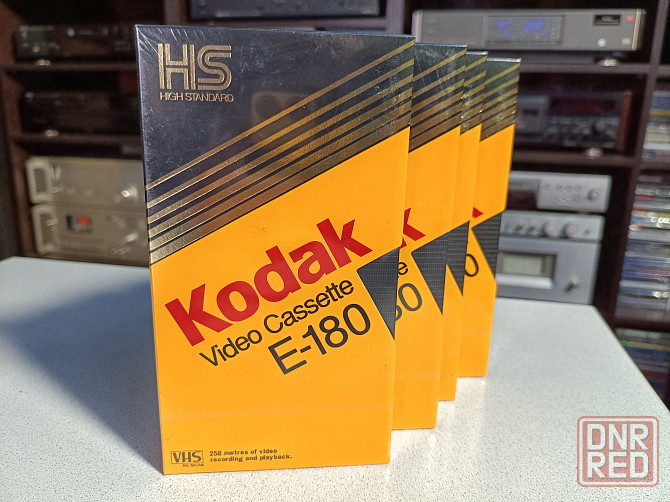 HS
HIGH STANDARD
Kodak
Video Cassette
E-180
VHS
258 metres of video
recording and playback.
DNR
RED